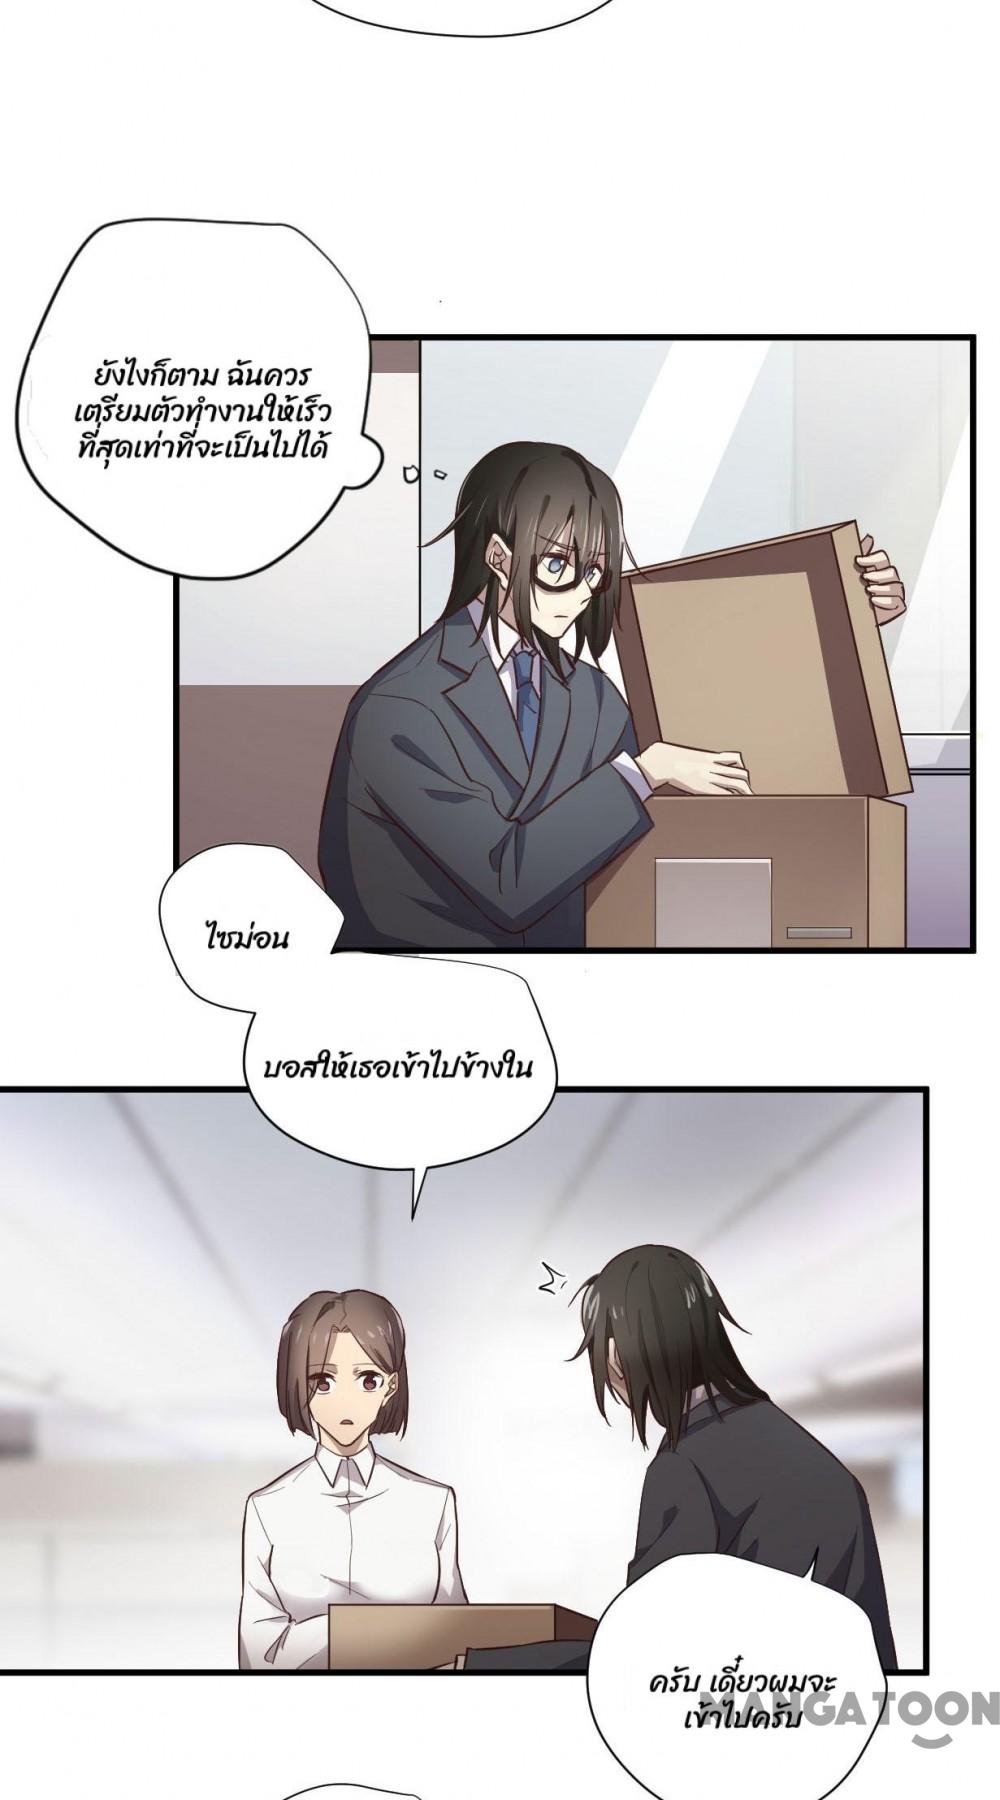 ยังไงก็ตาม ฉันควร
เตรียมตัวทำงานให้เร็ว
ที่สุดเท่าที่จะเป็นไปได้
ไซม่อน
บอสให้เธอเข้าไปข้างใน
ครับ เดี๋ยวผมจะ
เข้าไปครับ
MANGATOON